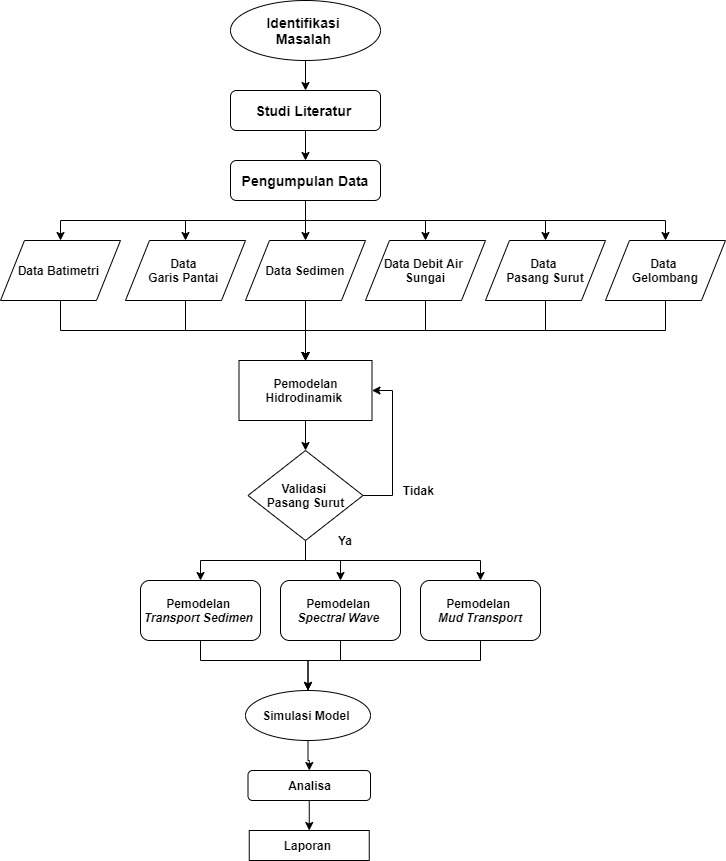 Identifikasi
Masalah
Studi Literatur
Pengumpulan Data
Data Batimetri
Data
Garis Pantai
Data Sedimen
Data Debit Air
Sungai
Data
Pasang Surut
Data
Gelombang
Pemodelan
Hidrodinamik
Validasi
Pasang Surut
Tidak
Ya
Pemodelan
Transport Sedimen
Pemodelan
Spectral Wave
Pemodelan
Mud Transport
Simulasi Model
Analisa
Laporan